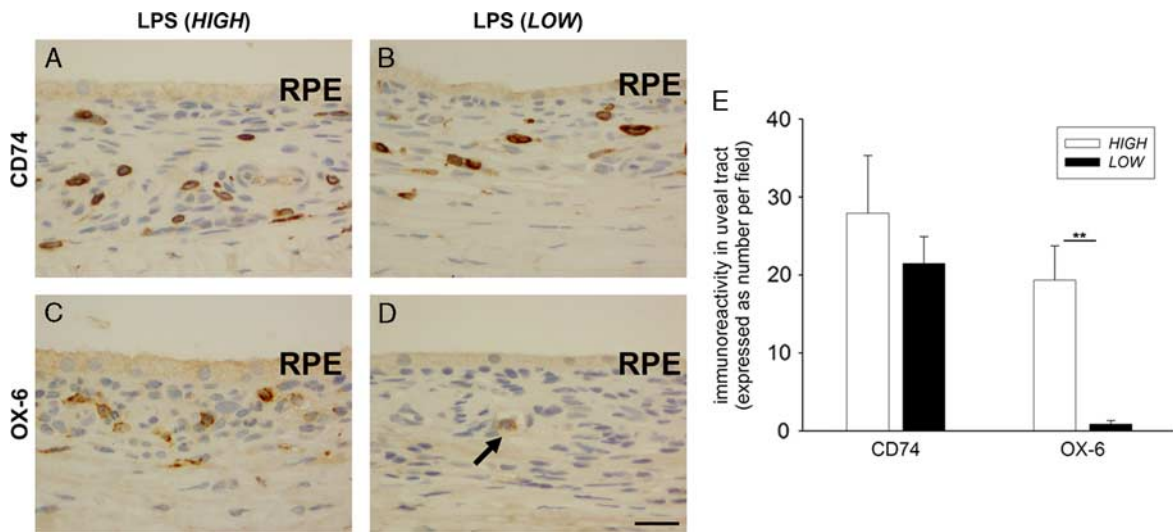 LPS (HIGH)
LPS (LOW)
CD74
A
RPE
B
RPE
OX-6
C
RPE
D
RPE
E
immunoreactivity in uveal tract
(expressed as number per field)
40
30
20
10
0
HIGH
LOW
**
CD74
OX-6